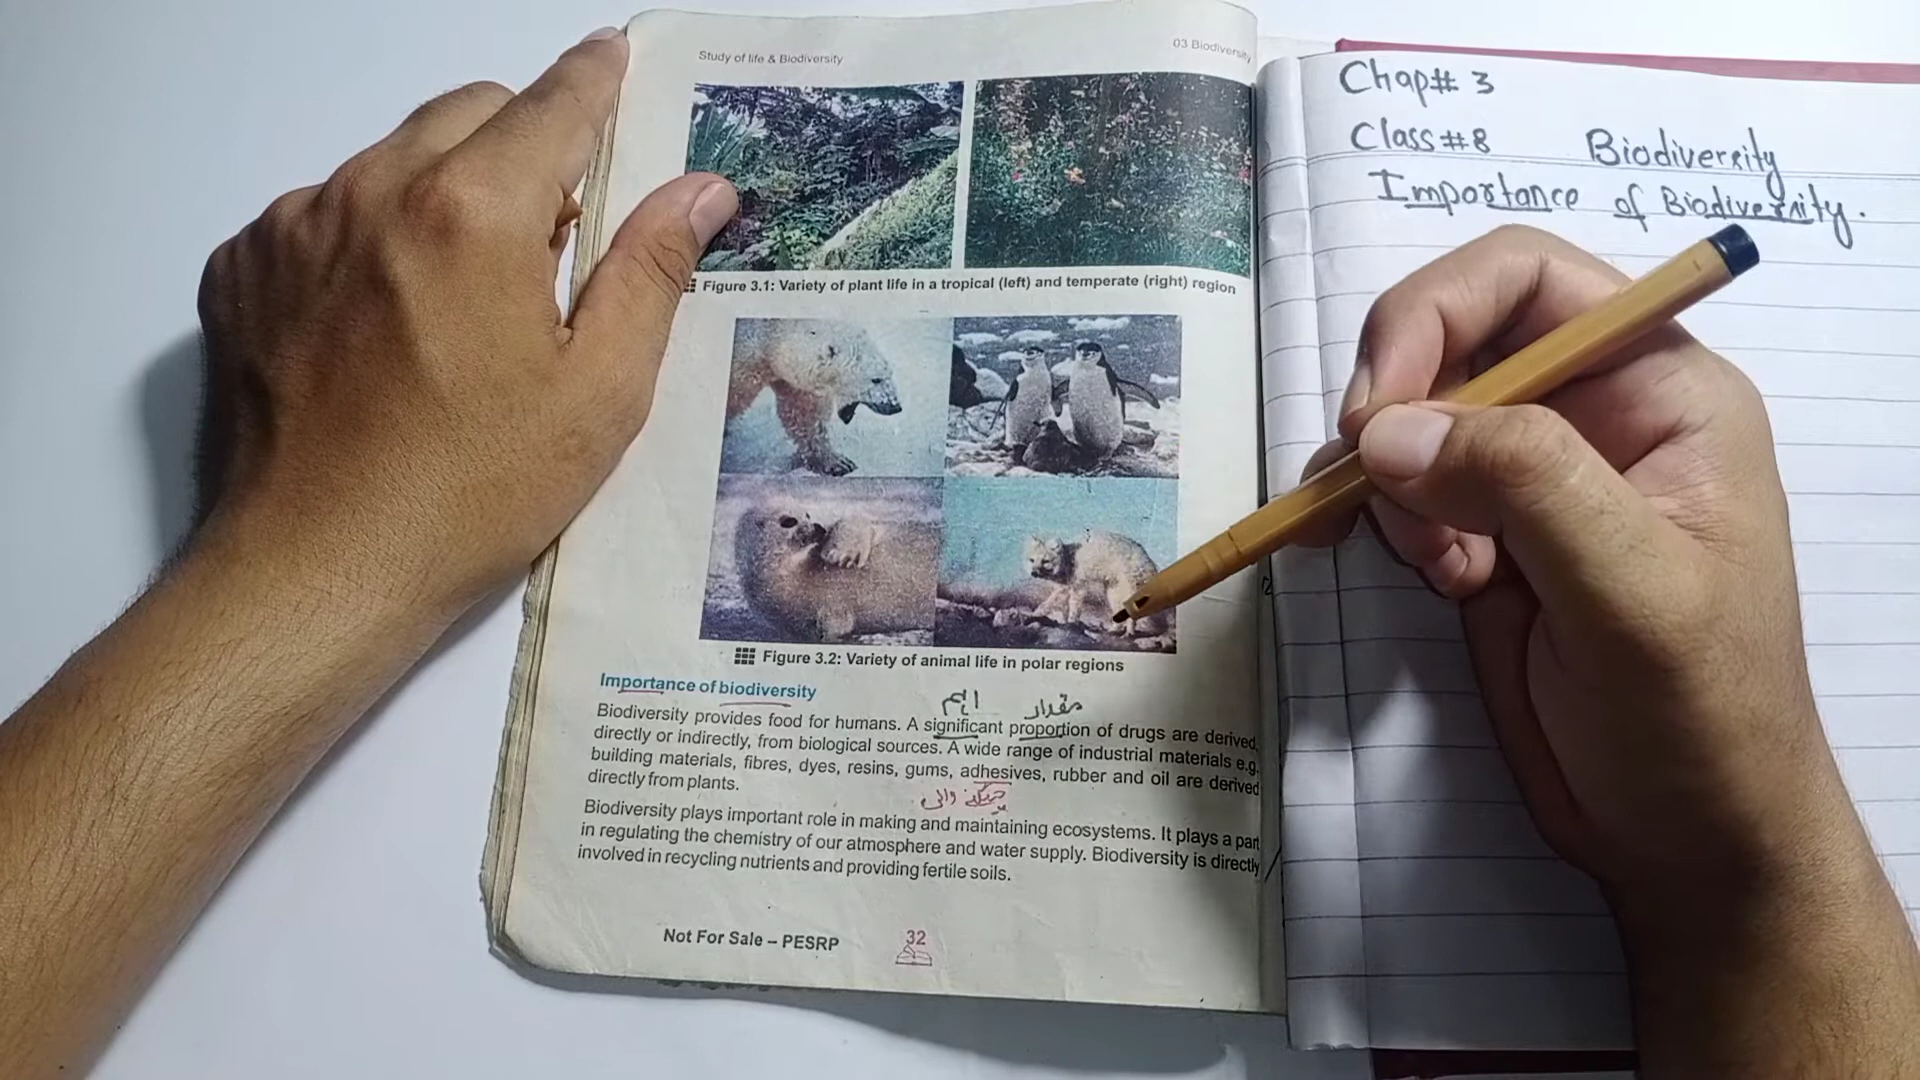 Study of life & Biodiversity
03 Biodiversity
Figure 3.1: Variety of plant life in a tropical (left) and temperate (right) region
Figure 3.2: Variety of animal life in polar regions
Importance of biodiversity
اہم مقدار
Biodiversity provides food for humans. A significant proportion of drugs are derived,
directly or indirectly, from biological sources. A wide range of industrial materials e.g.
building materials, fibres, dyes, resins, gums, adhesives, rubber and oil are derived
directly from plants.
چپکنے والی
Biodiversity plays important role in making and maintaining ecosystems. It plays a part
in regulating the chemistry of our atmosphere and water supply. Biodiversity is directly
involved in recycling nutrients and providing fertile soils.
Not For Sale – PESRP
32
Chap# 3
Class#8 Biodiversity
Importance of Biodiversity.